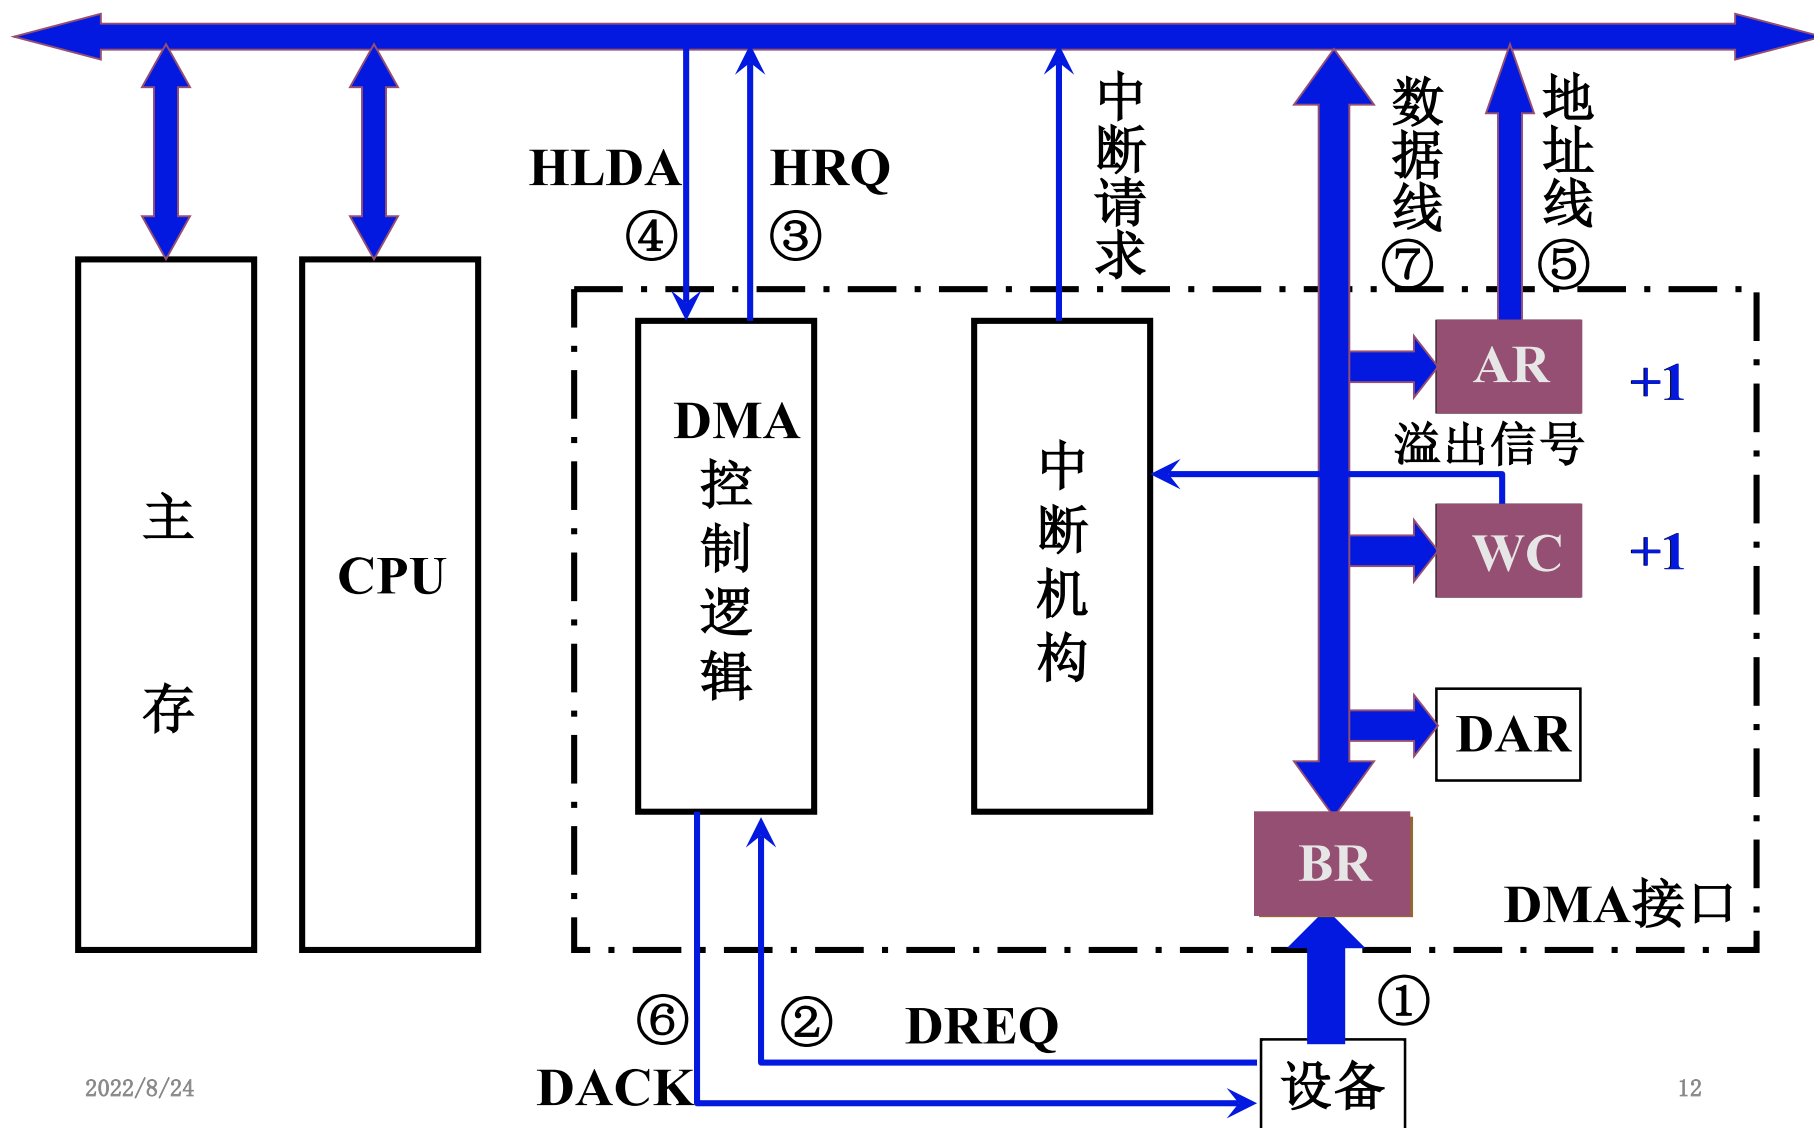 HLDA
④
HRQ
③
中断请求
数据线
⑦
地址线
⑤
主存
CPU
DMA
控制逻辑
中断机构
AR
+1
溢出信号
WC
+1
DAR
BR
DMA接口
⑥
②
DREQ
①
DACK
设备
2022/8/24
12